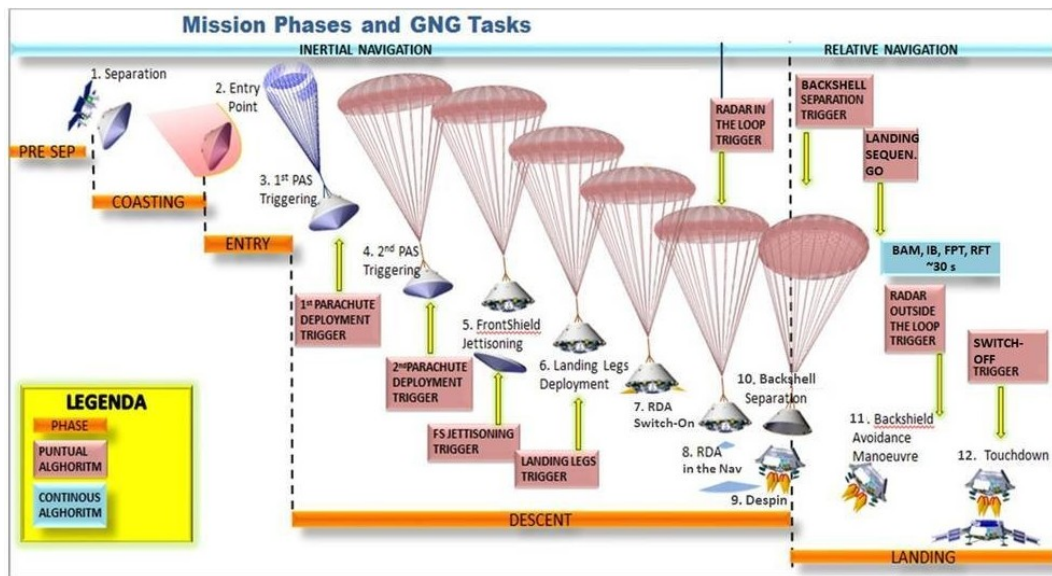 Mission Phases and GNG Tasks
INERTIAL NAVIGATION
RELATIVE NAVIGATION
1. Separation
2. Entry
Point
PRE SEP
COASTING
ENTRY
3. 1st PAS
Triggering
1st PARACHUTE
DEPLOYMENT
TRIGGER
4. 2nd PAS
Triggering
2nd PARACHUTE
DEPLOYMENT
TRIGGER
5. FrontShield
Jettisoning
FS JETTISONING
TRIGGER
6. Landing Legs
Deployment
LANDING LEGS
TRIGGER
7. RDA
Switch-On
RADAR IN
THE LOOP
TRIGGER
8. RDA
in the Nav
9. Despin
10. Backshell
Separation
DESCENT
BACKSHELL
SEPARATION
TRIGGER
LANDING
SEQUEN.
GO
BAM, IB, FPT, RFT
~30 s
RADAR
OUTSIDE
THE LOOP
TRIGGER
SWITCH-
OFF
TRIGGER
11. Backshield
Avoidance
Manoeuvre
12. Touchdown
LANDING
LEGENDA
PHASE
PUNTUAL
ALGHORITM
CONTINOUS
ALGHORITM